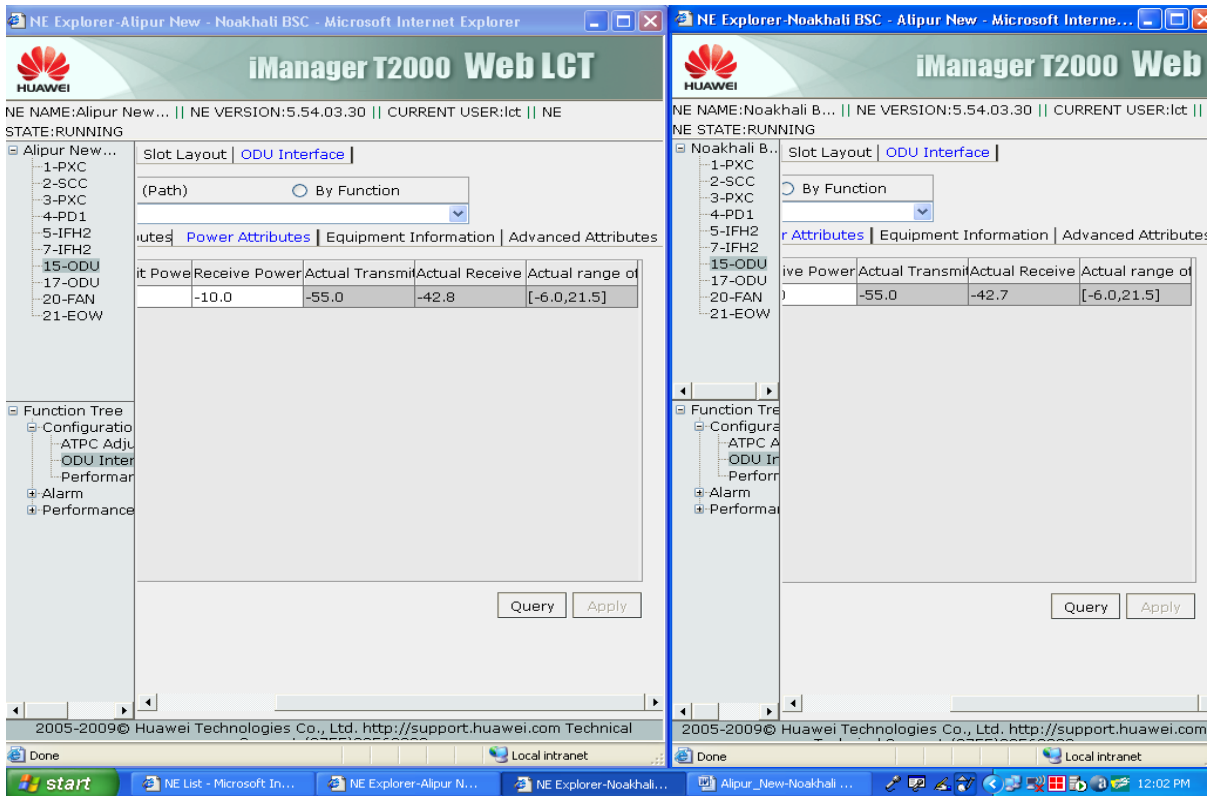 NE Explorer-Alipur New - Noakhali BSC - Microsoft Internet Explorer
HUAWEI
iManager T2000 Web LCT
NE NAME:Alipur New... || NE VERSION:5.54.03.30 || CURRENT USER:lct || NE
STATE:RUNNING
Alipur New...
1-PXC
2-SCC
3-PXC
4-PD1
5-IFH2
7-IFH2
15-ODU
17-ODU
20-FAN
21-EOW
Slot Layout | ODU Interface |
(Path) By Function
utes| Power Attributes | Equipment Information | Advanced Attributes
it Powe Receive Power Actual Transmi Actual Receive Actual range of
-10.0 -55.0 -42.8 [-6.0,21.5]
Function Tree
Configuratio
ATPC Adju
ODU Inter
Performar
Alarm
Performance
Query Apply
2005-2009© Huawei Technologies Co., Ltd. http://support.huawei.com Technical
Done Local intranet
NE Explorer-Noakhali BSC - Alipur New - Microsoft Interne...
HUAWEI
iManager T2000 Web
NE NAME:Noakhali B... || NE VERSION:5.54.03.30 || CURRENT USER:lct ||
NE STATE:RUNNING
Noakhali B..
1-PXC
2-SCC
3-PXC
4-PD1
5-IFH2
7-IFH2
15-ODU
17-ODU
20-FAN
21-EOW
Slot Layout | ODU Interface |
By Function
r Attributes | Equipment Information | Advanced Attributes
ive Power Actual Transmi Actual Receive Actual range of
-55.0 -42.7 [-6.0,21.5]
Function Tre
Configura
ATPC A
ODU In
Perforr
Alarm
Performar
Query Apply
2005-2009© Huawei Technologies Co., Ltd. http://support.huawei.com
Done Local intranet
start NE List - Microsoft In... NE Explorer-Alipur N... NE Explorer-Noakhali... Alipur_New-Noakhali ... 12:02 PM